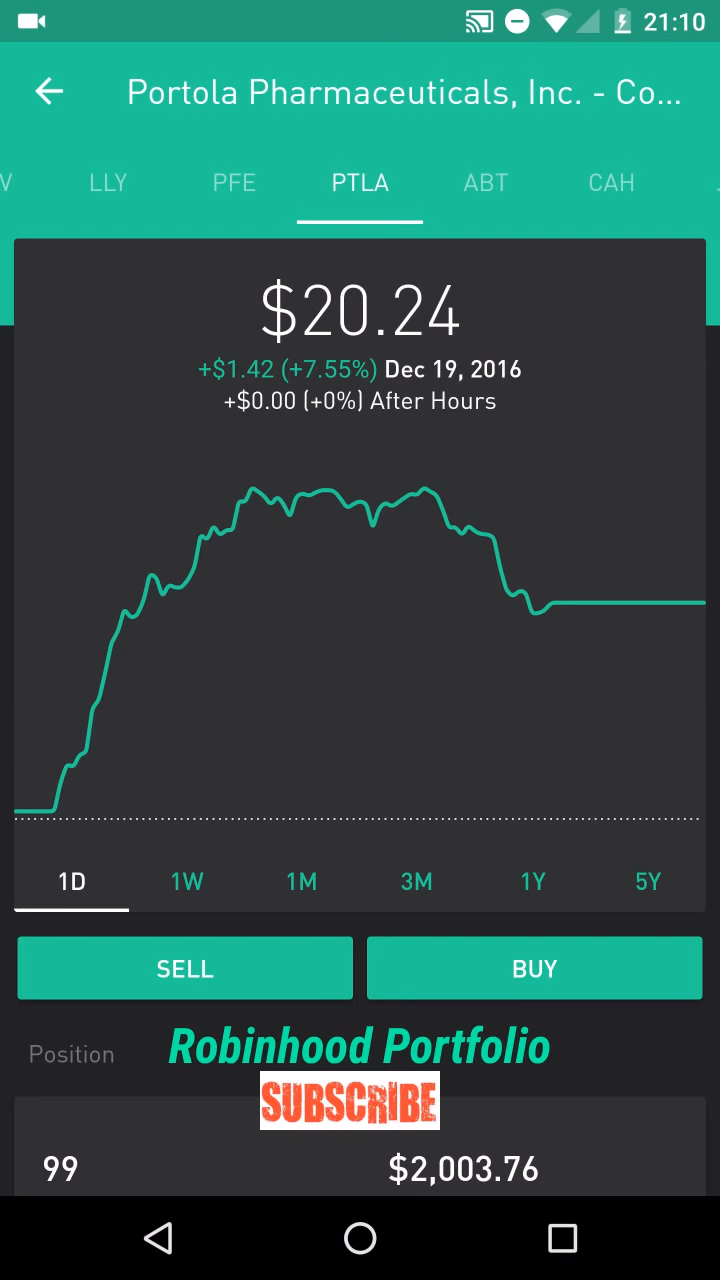 21:10
Portola Pharmaceuticals, Inc. - Co...
LLY PFE PTLA ABT CAH
$20.24
+$1.42 (+7.55%) Dec 19, 2016
+$0.00 (+0%) After Hours
1D 1W 1M 3M 1Y 5Y
SELL BUY
Position
Robinhood Portfolio
SUBSCRIBE
99 $2,003.76